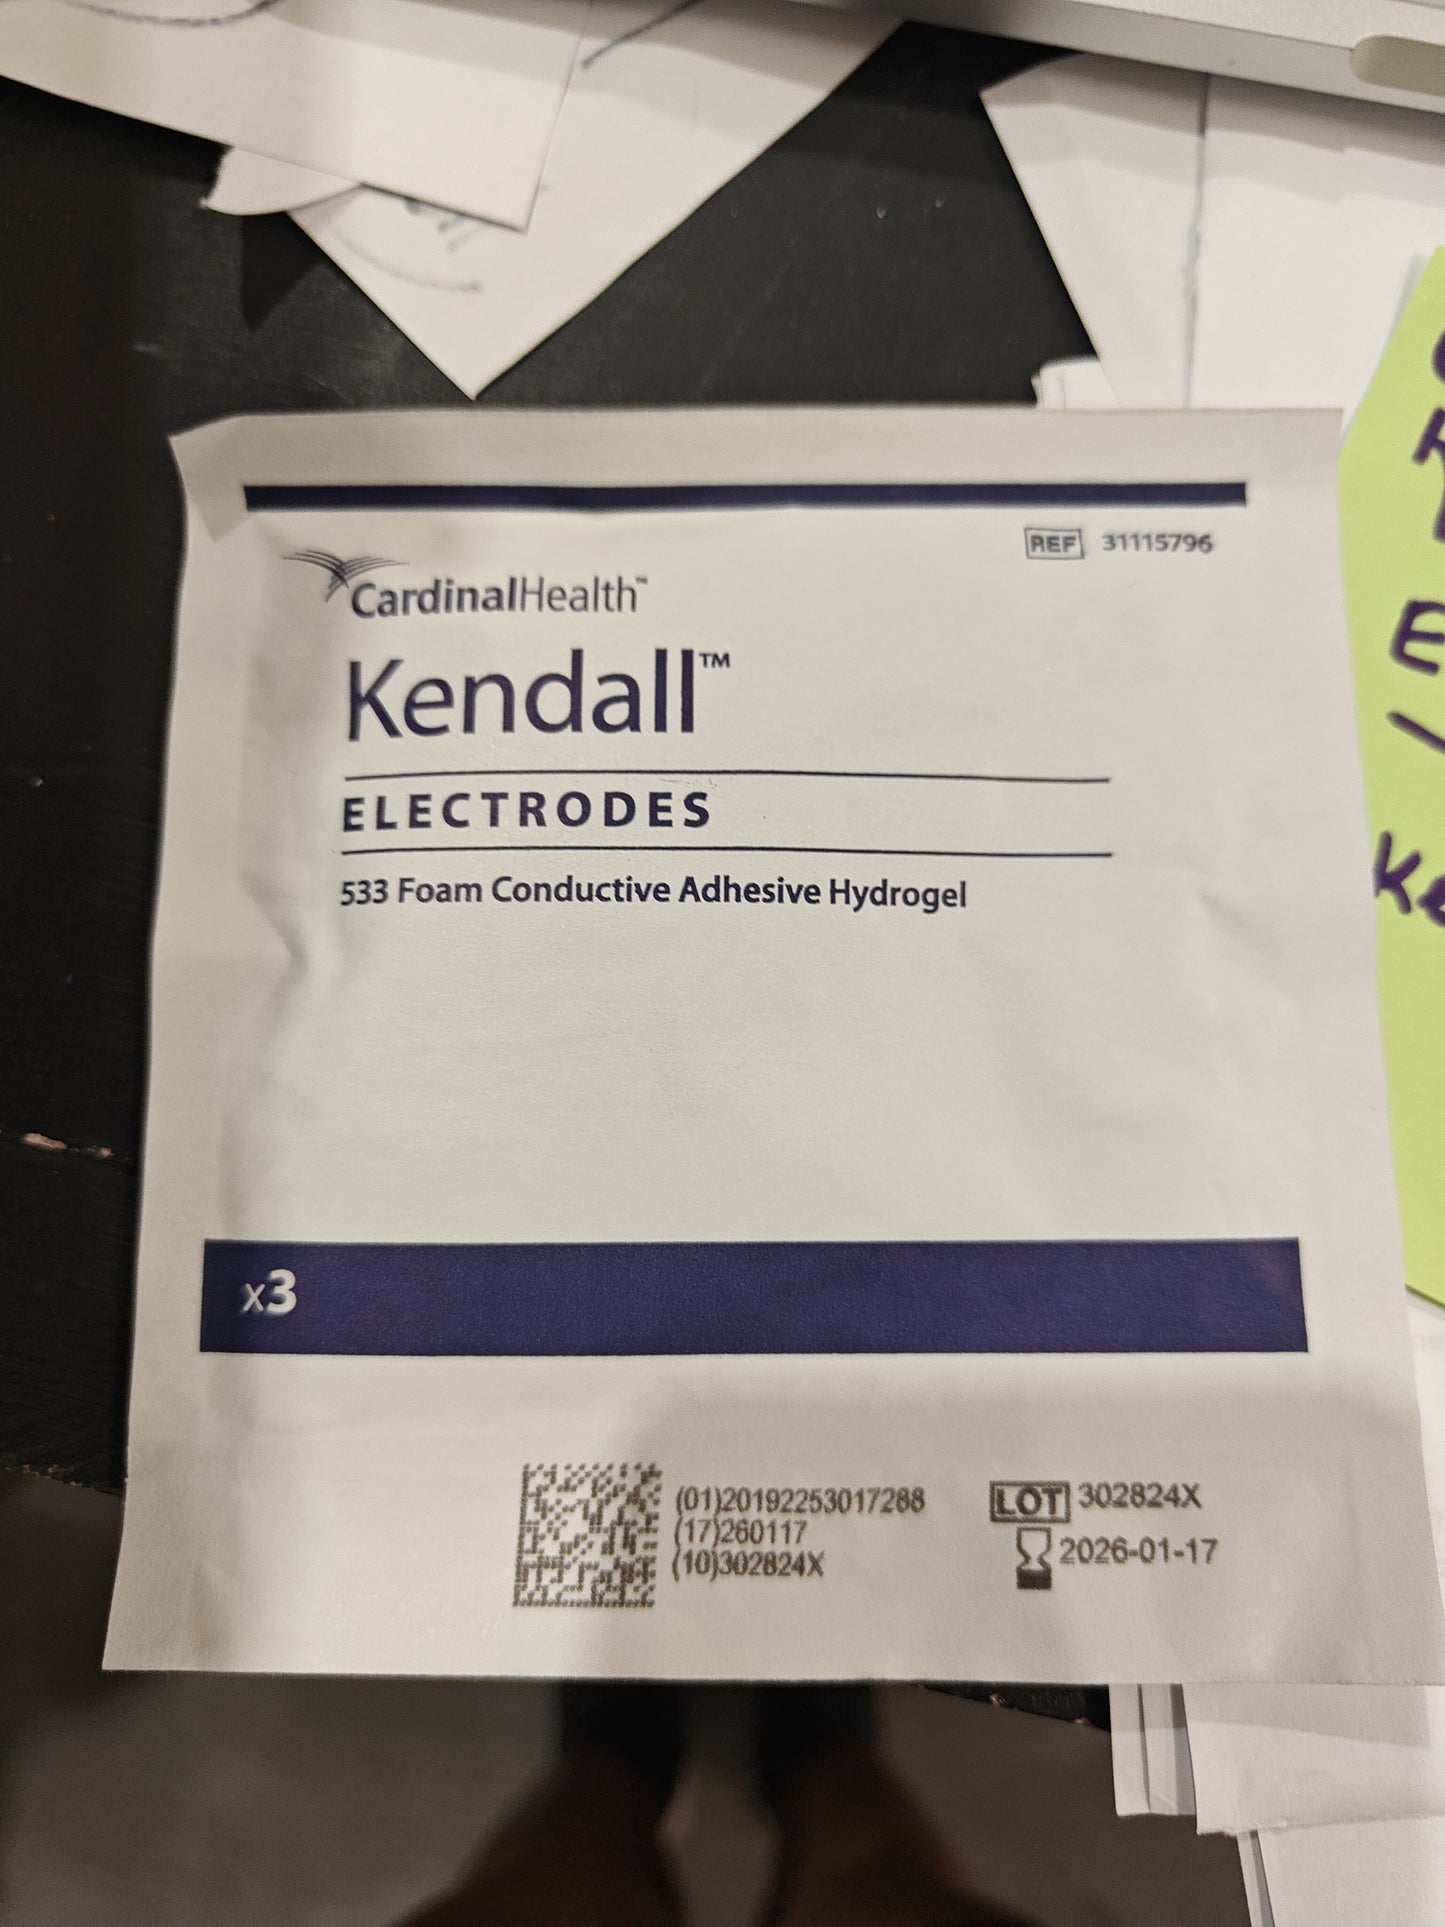 REF 31115796
CardinalHealth™
Kendall™
ELECTRODES
533 Foam Conductive Adhesive Hydrogel
x3
(01)20192253017288
(17)260117
(10)302824X
LOT 302824X
2026-01-17